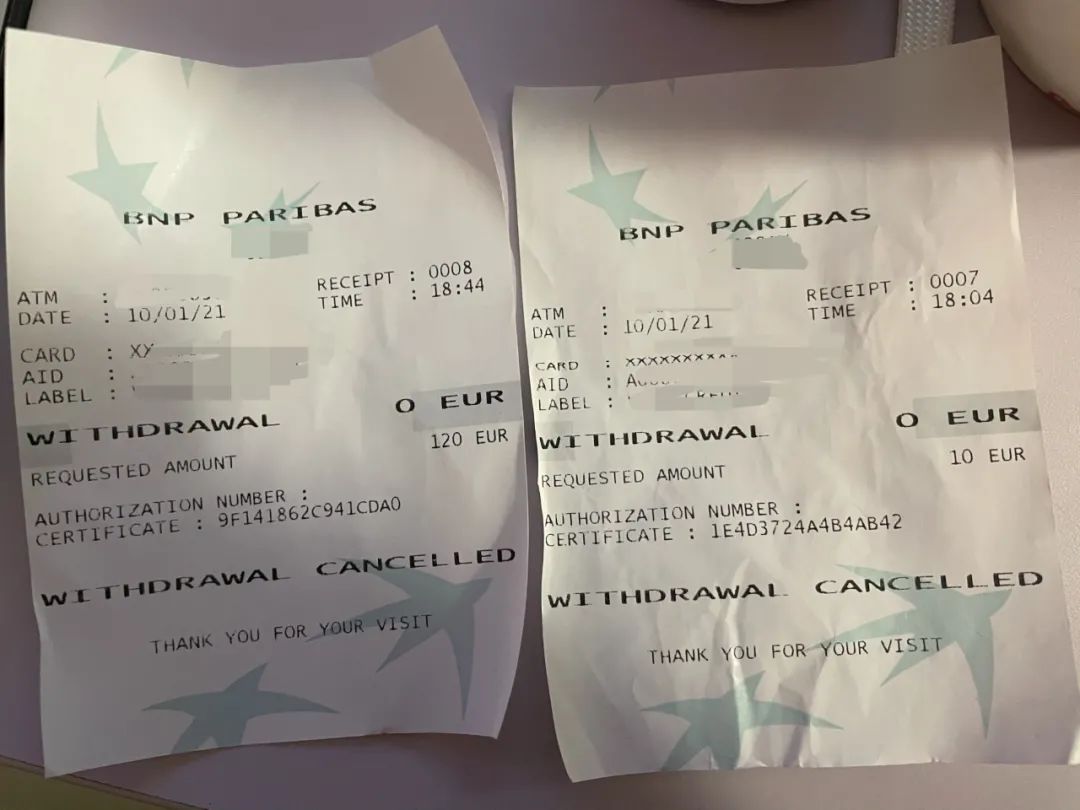 BNP PARIBAS
RECEIPT : 0008
ATM :
TIME : 18:44
DATE : 10/01/21
CARD : XY
AID :
LABEL :
WITHDRAWAL 0 EUR
REQUESTED AMOUNT 120 EUR
AUTHORIZATION NUMBER :
CERTIFICATE : 9F141862C941CDA0
WITHDRAWAL CANCELLED
THANK YOU FOR YOUR VISIT
BNP PARIBAS
RECEIPT : 0007
ATM :
TIME : 18:04
DATE : 10/01/21
CARD : XXXXXXXXX
AID : A
LABEL :
WITHDRAWAL 0 EUR
REQUESTED AMOUNT 10 EUR
AUTHORIZATION NUMBER :
CERTIFICATE : 1E4D3724A4B4AB42
WITHDRAWAL CANCELLED
THANK YOU FOR YOUR VISIT